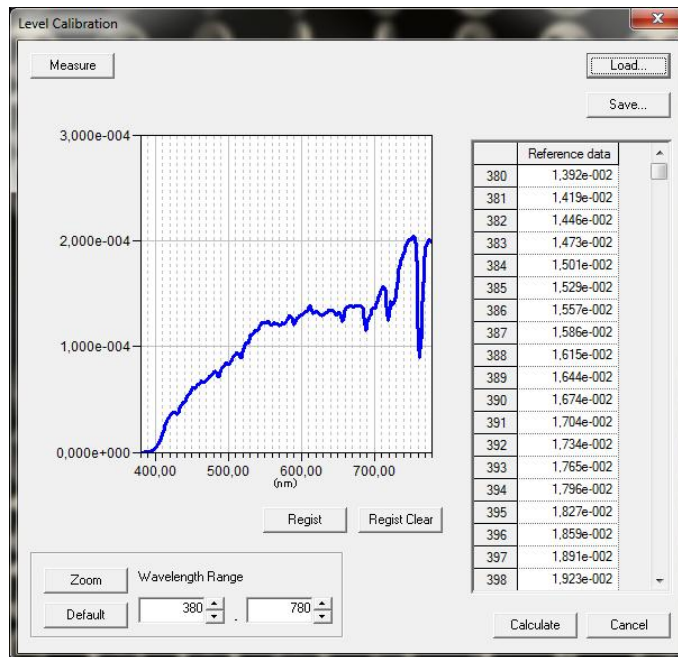 Level Calibration
Measure
Load...
Save...
3,000e-004
2,000e-004
1,000e-004
0,000e+000
400,00 500,00 600,00 700,00
(nm)
Regist
Regist Clear
Zoom
Default
Wavelength Range
380 . 780
Reference data
380 1,392e-002
381 1,419e-002
382 1,446e-002
383 1,473e-002
384 1,501e-002
385 1,529e-002
386 1,557e-002
387 1,586e-002
388 1,615e-002
389 1,644e-002
390 1,674e-002
391 1,704e-002
392 1,734e-002
393 1,765e-002
394 1,796e-002
395 1,827e-002
396 1,859e-002
397 1,891e-002
398 1,923e-002
Calculate
Cancel